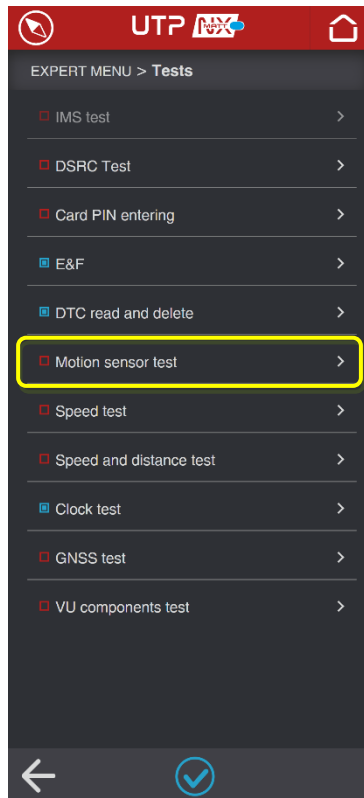 UTP NX MATT
EXPERT MENU > Tests
IMS test
DSRC Test
Card PIN entering
E&F
DTC read and delete
Motion sensor test
Speed test
Speed and distance test
Clock test
GNSS test
VU components test